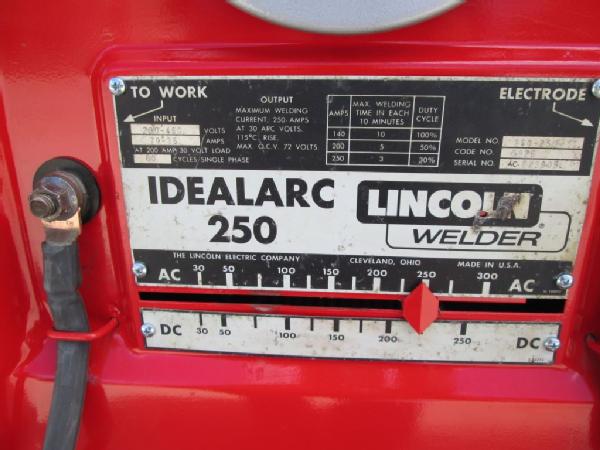 TO WORK
ELECTRODE
INPUT
VOLTS
AT 200 AMP 30 VOLT LOAD
60 CYCLES/SINGLE PHASE
OUTPUT
MAXIMUM WELDING
CURRENT, 250 AMPS
AT 30 ARC VOLTS.
115°C RISE.
MAX. O.C.V. 72 VOLTS
AMPS MAX. WELDING TIME IN EACH 10 MINUTES DUTY CYCLE
140 10 100%
200 5 50%
250 3 30%
MODEL NO.
CODE NO.
SERIAL NO. AC
IDEALARC
250
LINCOLN
WELDER
THE LINCOLN ELECTRIC COMPANY CLEVELAND, OHIO MADE IN U.S.A.
AC 30 50 100 150 200 250 300 AC
DC 30 50 100 150 200 250 DC